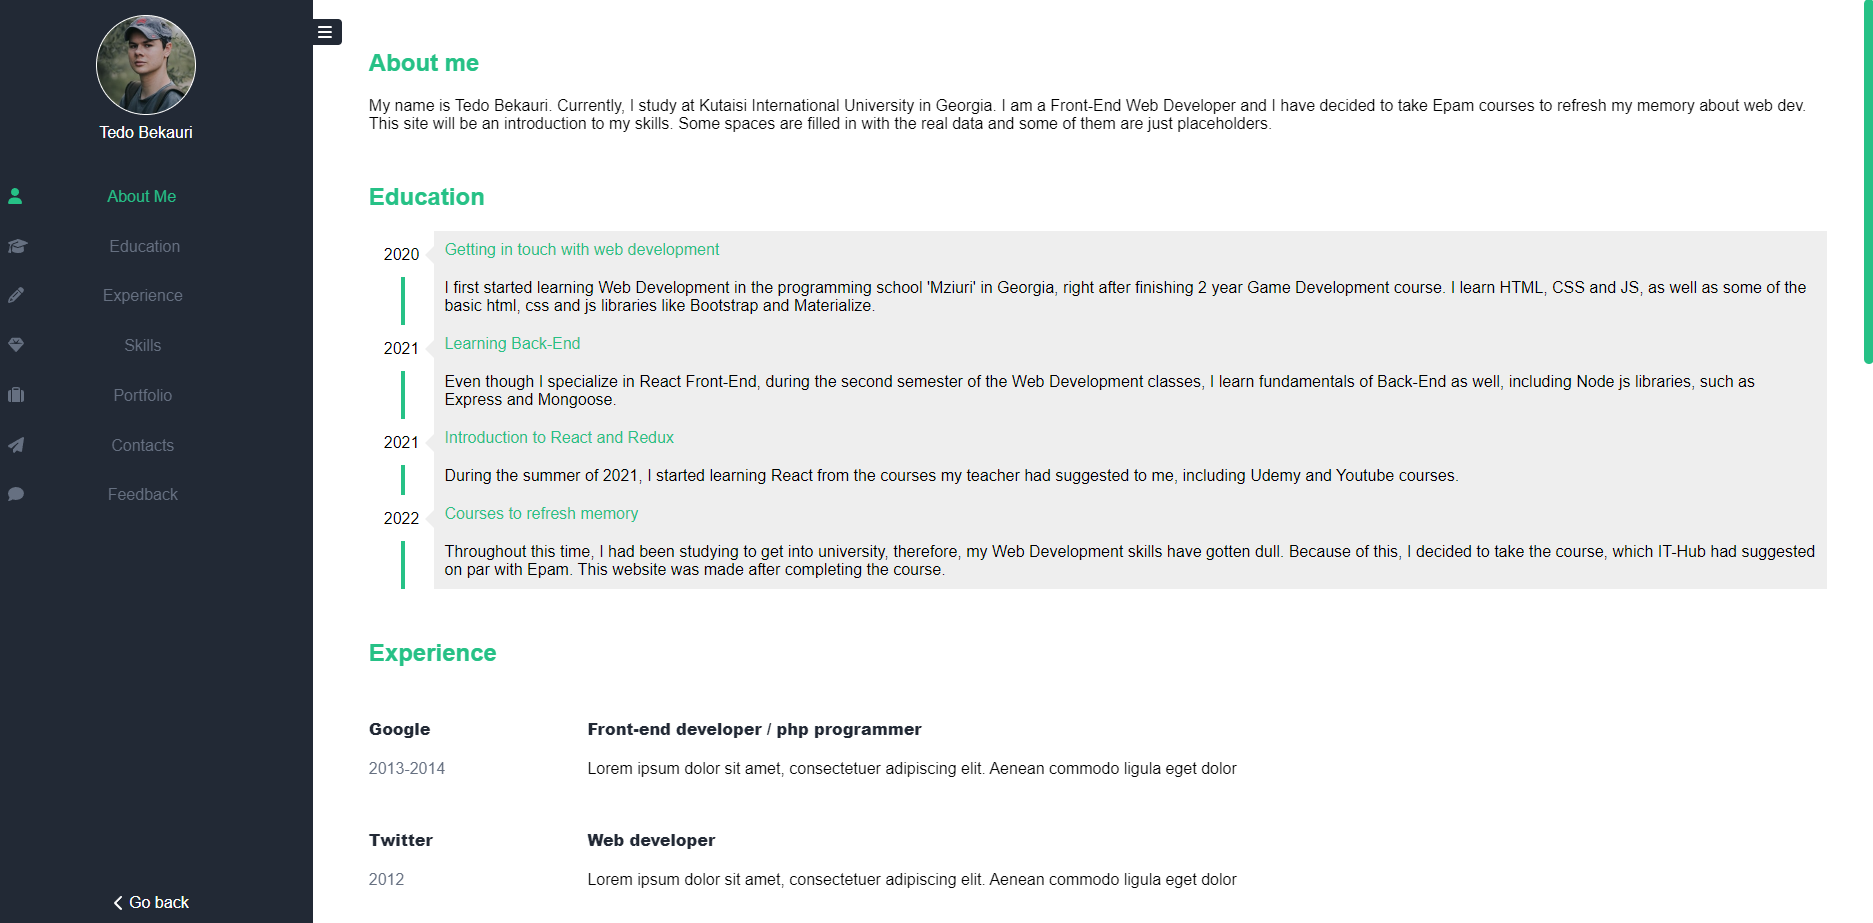 Tedo Bekauri
About Me
Education
Experience
Skills
Portfolio
Contacts
Feedback
Go back
About me
My name is Tedo Bekauri. Currently, I study at Kutaisi International University in Georgia. I am a Front-End Web Developer and I have decided to take Epam courses to refresh my memory about web dev.
This site will be an introduction to my skills. Some spaces are filled in with the real data and some of them are just placeholders.
Education
2020
Getting in touch with web development
I first started learning Web Development in the programming school 'Mziuri' in Georgia, right after finishing 2 year Game Development course. I learn HTML, CSS and JS, as well as some of the
basic html, css and js libraries like Bootstrap and Materialize.
2021
Learning Back-End
Even though I specialize in React Front-End, during the second semester of the Web Development classes, I learn fundamentals of Back-End as well, including Node js libraries, such as
Express and Mongoose.
2021
Introduction to React and Redux
During the summer of 2021, I started learning React from the courses my teacher had suggested to me, including Udemy and Youtube courses.
2022
Courses to refresh memory
Throughout this time, I had been studying to get into university, therefore, my Web Development skills have gotten dull. Because of this, I decided to take the course, which IT-Hub had suggested
on par with Epam. This website was made after completing the course.
Experience
Google
Front-end developer / php programmer
2013-2014
Lorem ipsum dolor sit amet, consectetuer adipiscing elit. Aenean commodo ligula eget dolor
Twitter
Web developer
2012
Lorem ipsum dolor sit amet, consectetuer adipiscing elit. Aenean commodo ligula eget dolor